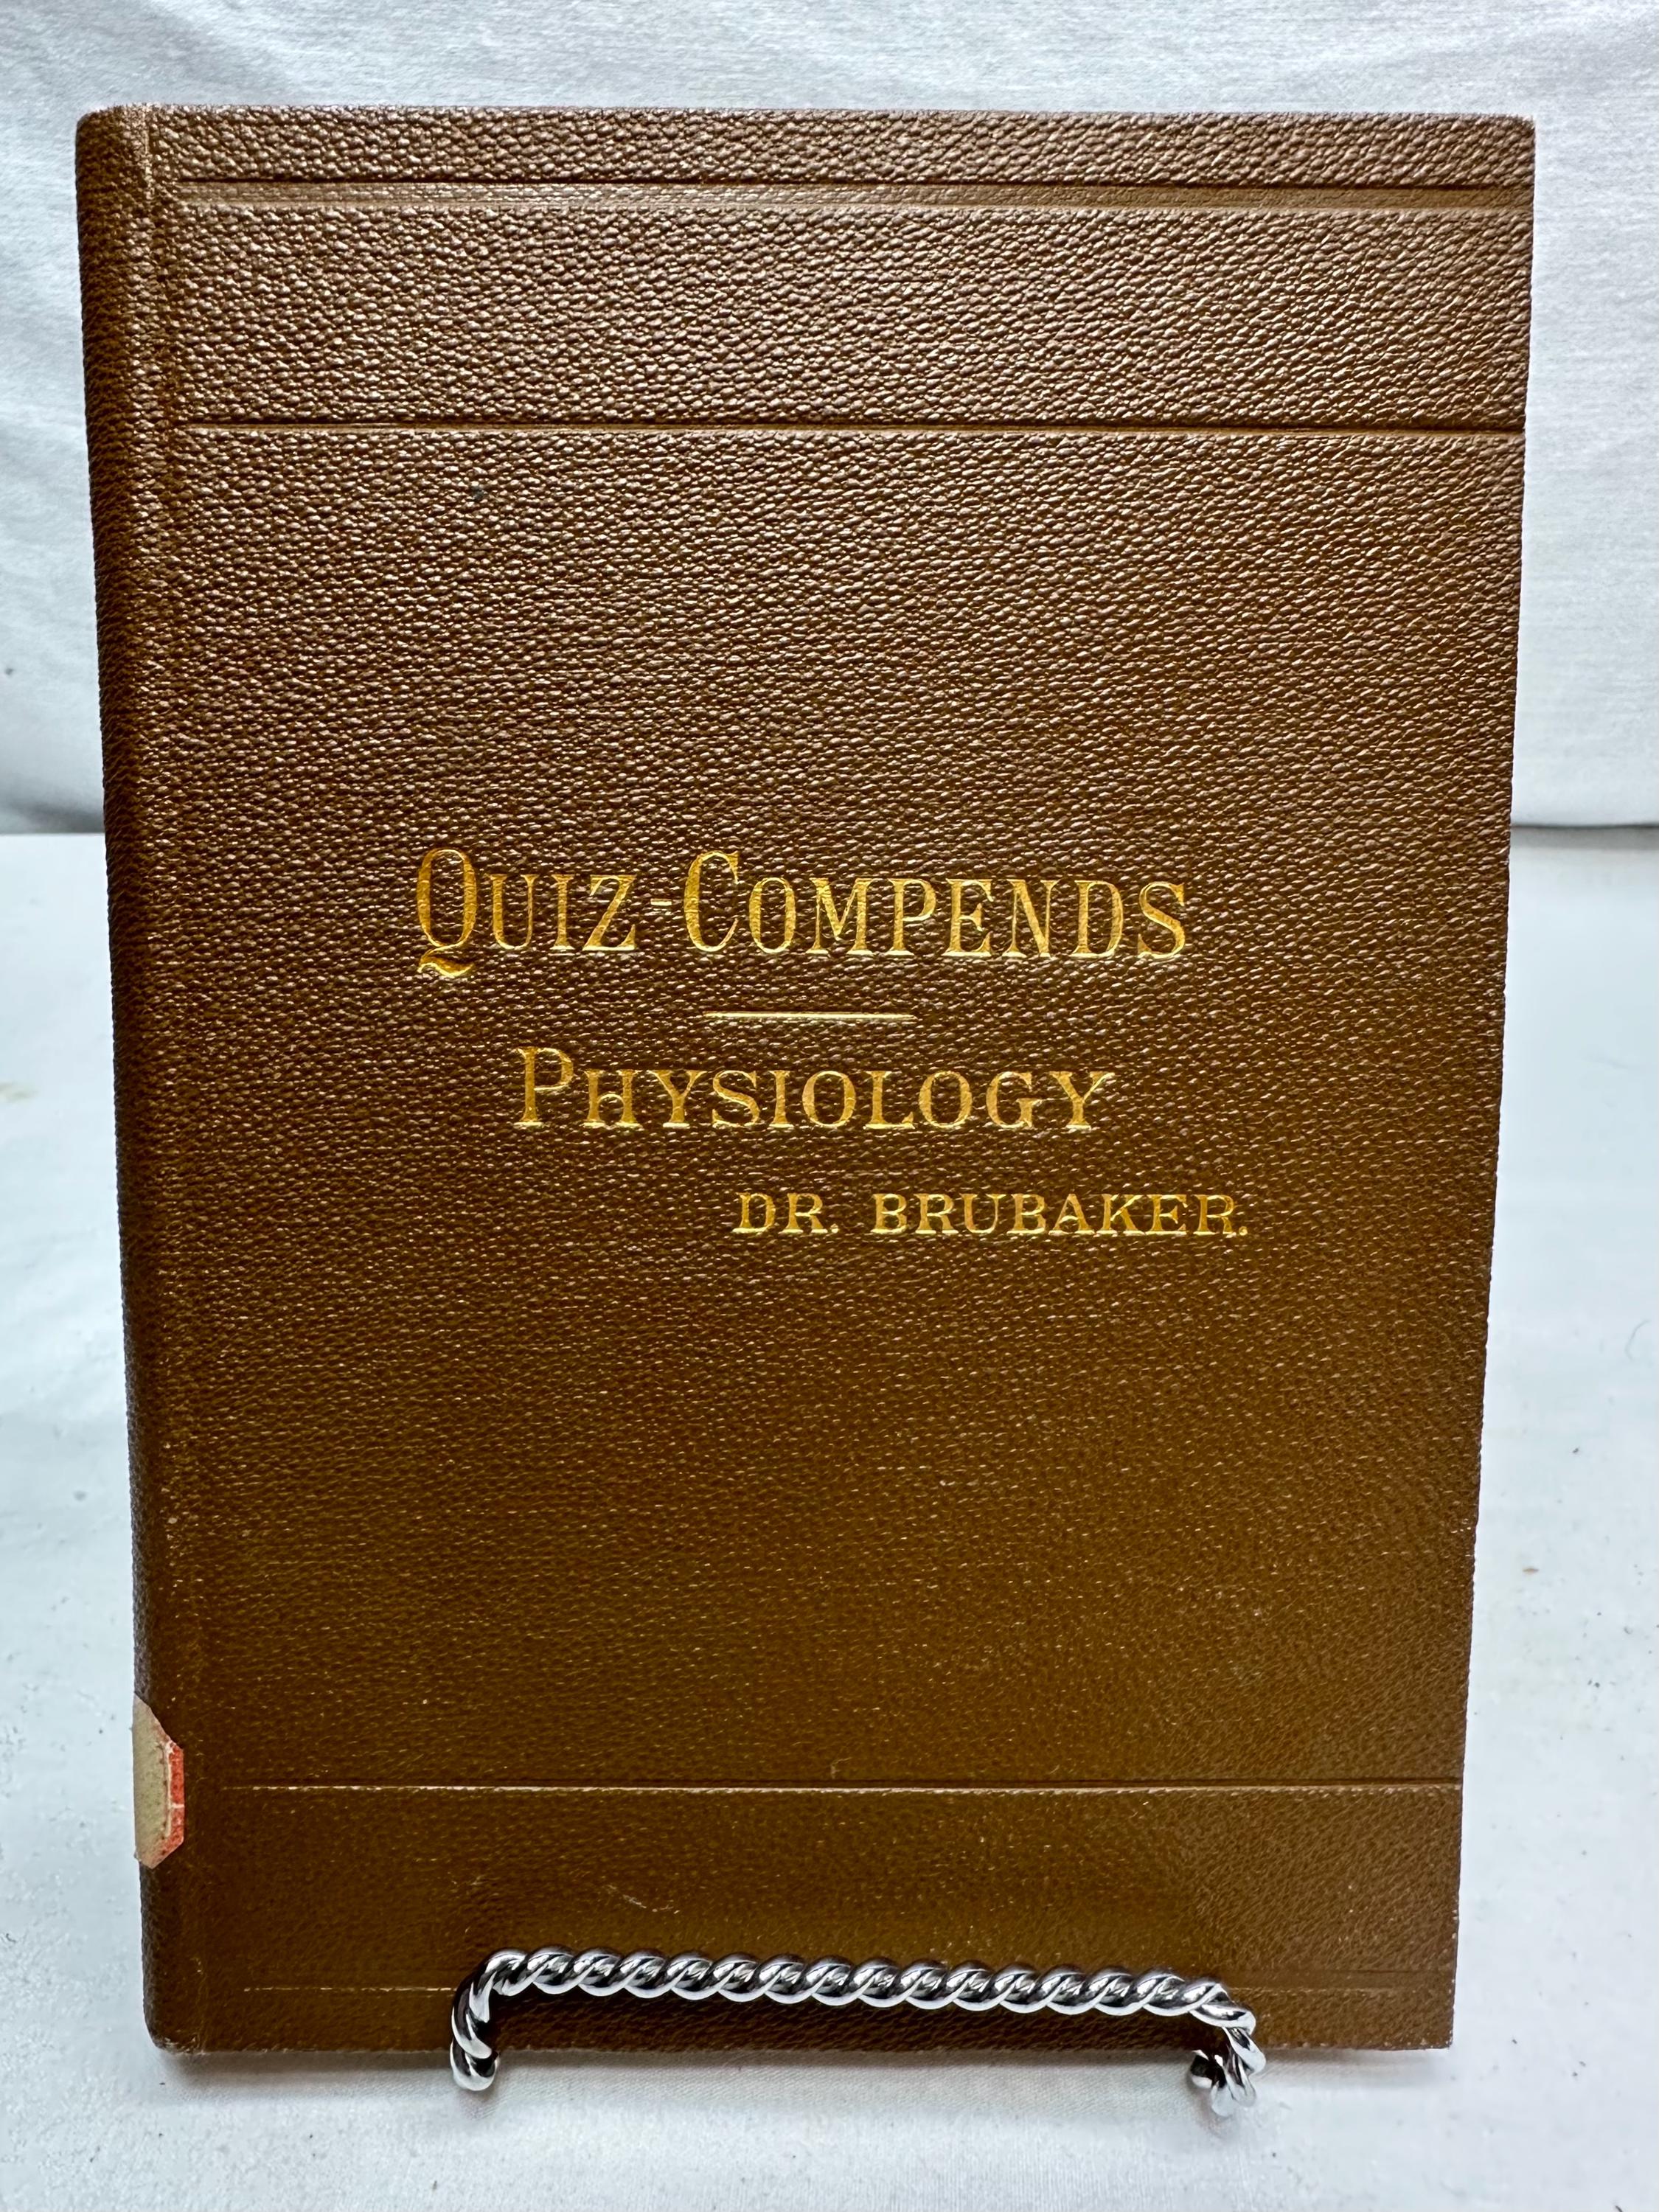 QUIZ-COMPENDS
PHYSIOLOGY
DR. BRUBAKER.